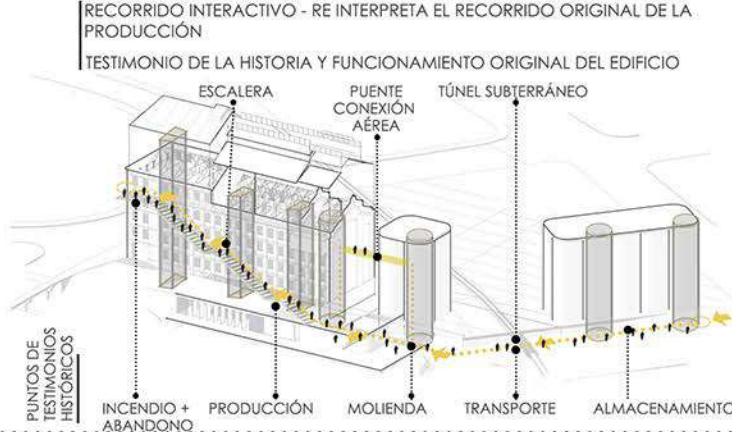 RECORRIDO INTERACTIVO - RE INTERPRETA EL RECORRIDO ORIGINAL DE LA
PRODUCCIÓN
TESTIMONIO DE LA HISTORIA Y FUNCIONAMIENTO ORIGINAL DEL EDIFICIO
ESCALERA
PUENTE
CONEXIÓN
AÉREA
TÚNEL SUBTERRÁNEO
PUNTOS DE
TESTIMONIOS
HISTÓRICOS
INCENDIO +
ABANDONO
PRODUCCIÓN
MOLIENDA
TRANSPORTE
ALMACENAMIENTO